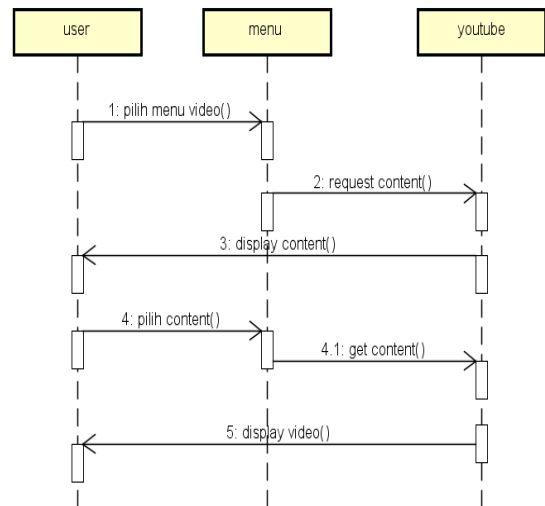 user
menu
youtube
1: pilih menu video()
2: request content()
3: display content()
4: pilih content()
4.1: get content()
5: display video()